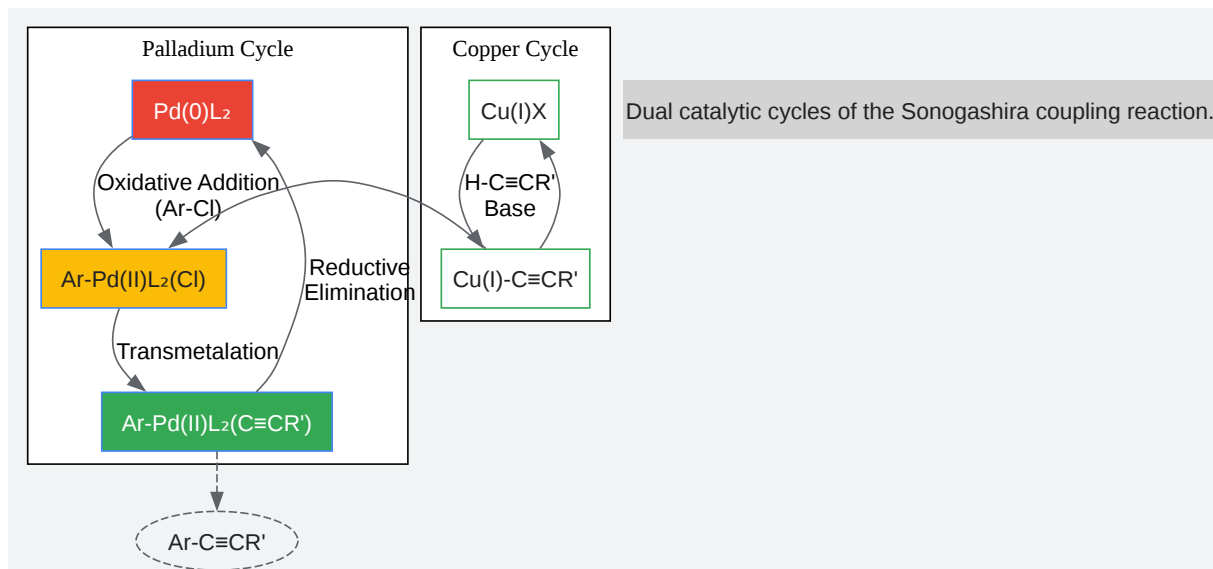 Palladium Cycle
Pd(0)L₂
Oxidative Addition
(Ar-Cl)
Ar-Pd(II)L₂(Cl)
Reductive
Elimination
Transmetalation
Ar-Pd(II)L₂(C≡CR')
Ar-C≡CR'
Copper Cycle
Cu(I)X
H-C≡CR'
Base
Cu(I)-C≡CR'
Dual catalytic cycles of the Sonogashira coupling reaction.